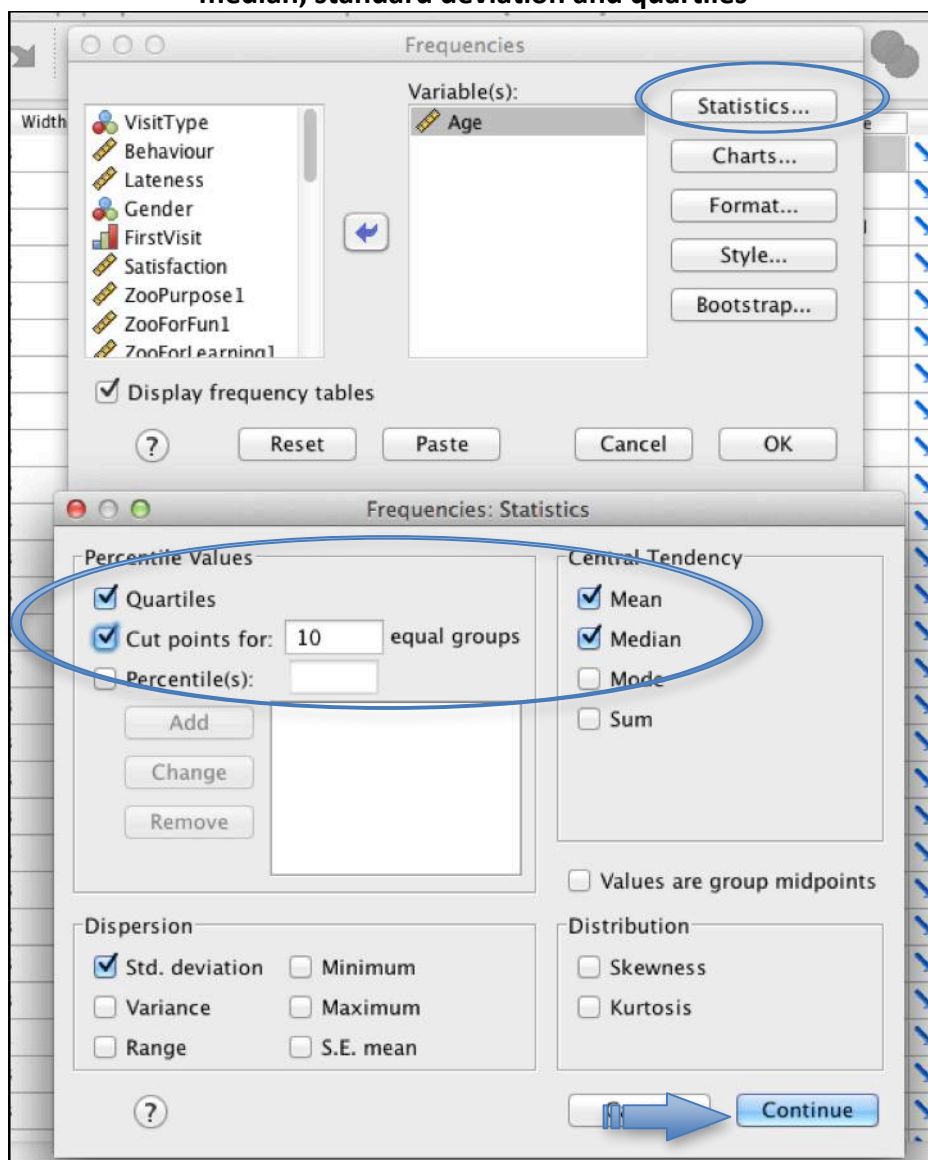 median, standard deviation and quartiles
Frequencies
Variable(s):
Width
VisitType
Behaviour
Lateness
Gender
FirstVisit
Satisfaction
ZooPurpose1
ZooForFun1
ZooForLearning1
Age
Statistics...
Charts...
Format...
Style...
Bootstrap...
Display frequency tables
?
Reset
Paste
Cancel
OK
Frequencies: Statistics
Percentile Values
Quartiles
Cut points for: 10 equal groups
Percentile(s):
Add
Change
Remove
Central Tendency
Mean
Median
Mode
Sum
Values are group midpoints
Dispersion
Std. deviation
Minimum
Variance
Maximum
Range
S.E. mean
Distribution
Skewness
Kurtosis
?
Continue